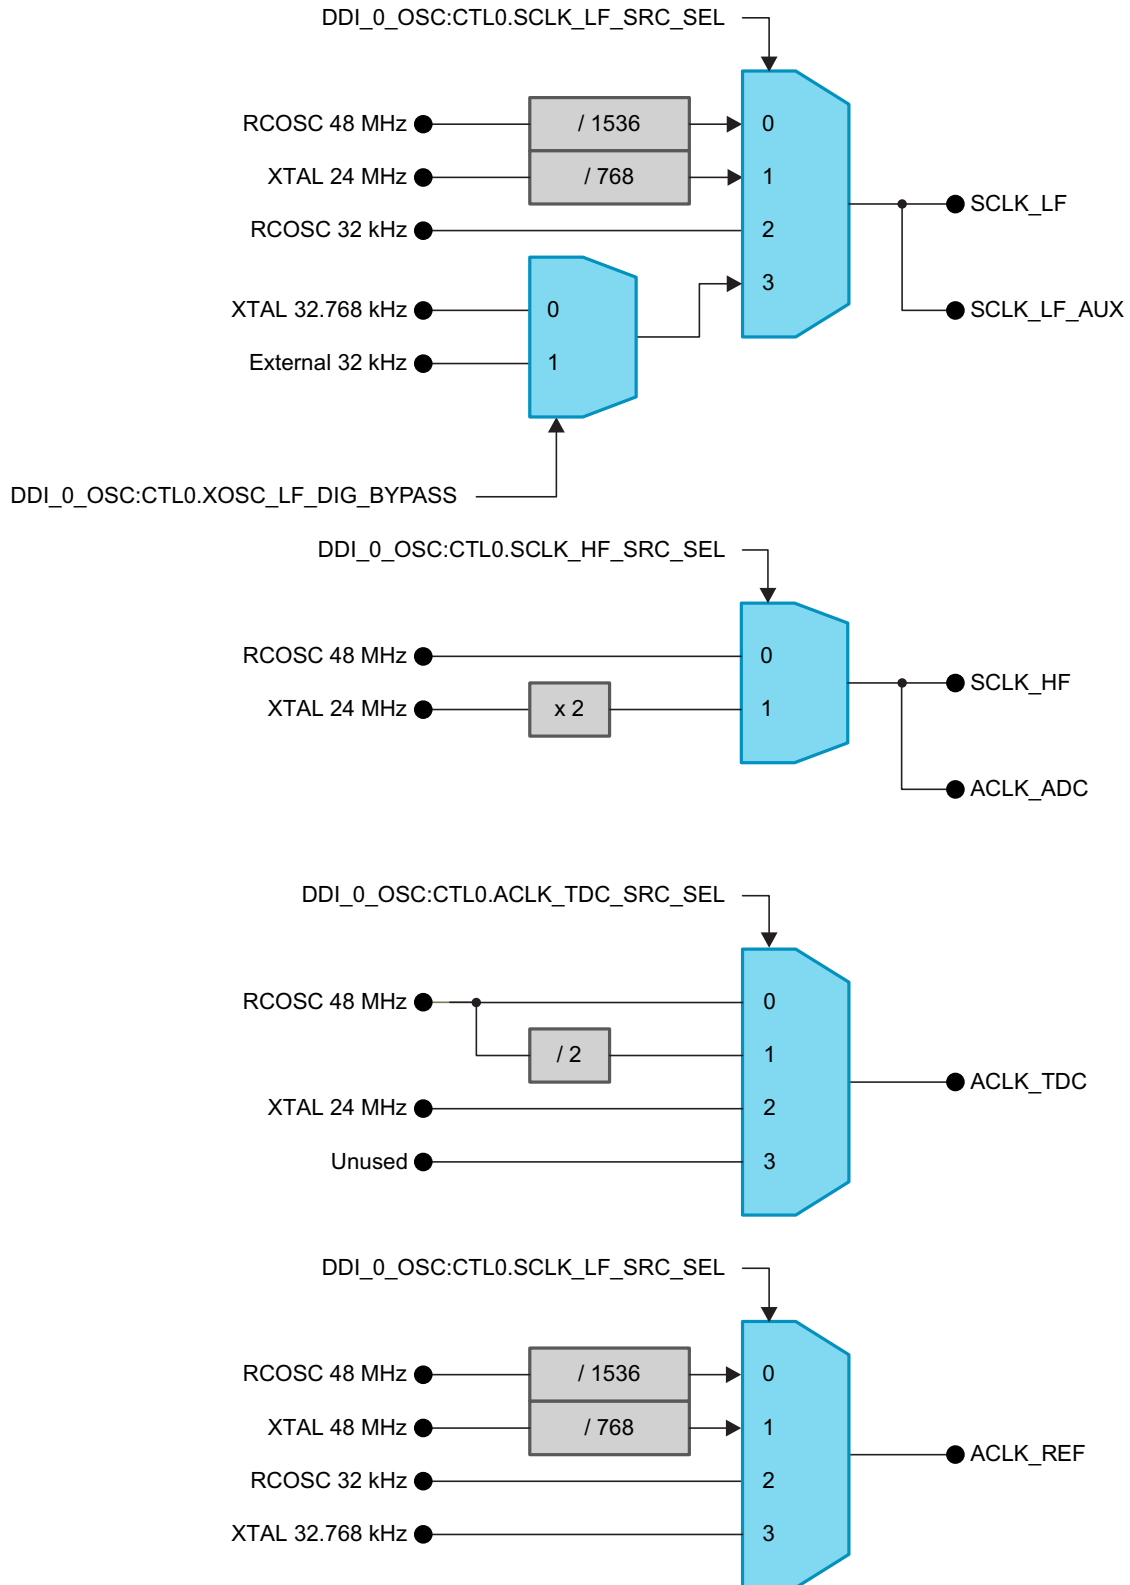 DDI_0_OSC:CTL0.SCLK_LF_SRC_SEL
RCOSC 48 MHz / 1536 0
XTAL 24 MHz / 768 1
SCLK_LF
RCOSC 32 kHz 2
3
XTAL 32.768 kHz 0
SCLK_LF_AUX
External 32 kHz 1
DDI_0_OSC:CTL0.XOSC_LF_DIG_BYPASS
DDI_0_OSC:CTL0.SCLK_HF_SRC_SEL
RCOSC 48 MHz 0
SCLK_HF
XTAL 24 MHz x 2 1
ACLK_ADC
DDI_0_OSC:CTL0.ACLK_TDC_SRC_SEL
RCOSC 48 MHz 0
/ 2 1
ACLK_TDC
XTAL 24 MHz 2
Unused 3
DDI_0_OSC:CTL0.SCLK_LF_SRC_SEL
RCOSC 48 MHz / 1536 0
XTAL 48 MHz / 768 1
ACLK_REF
RCOSC 32 kHz 2
XTAL 32.768 kHz 3